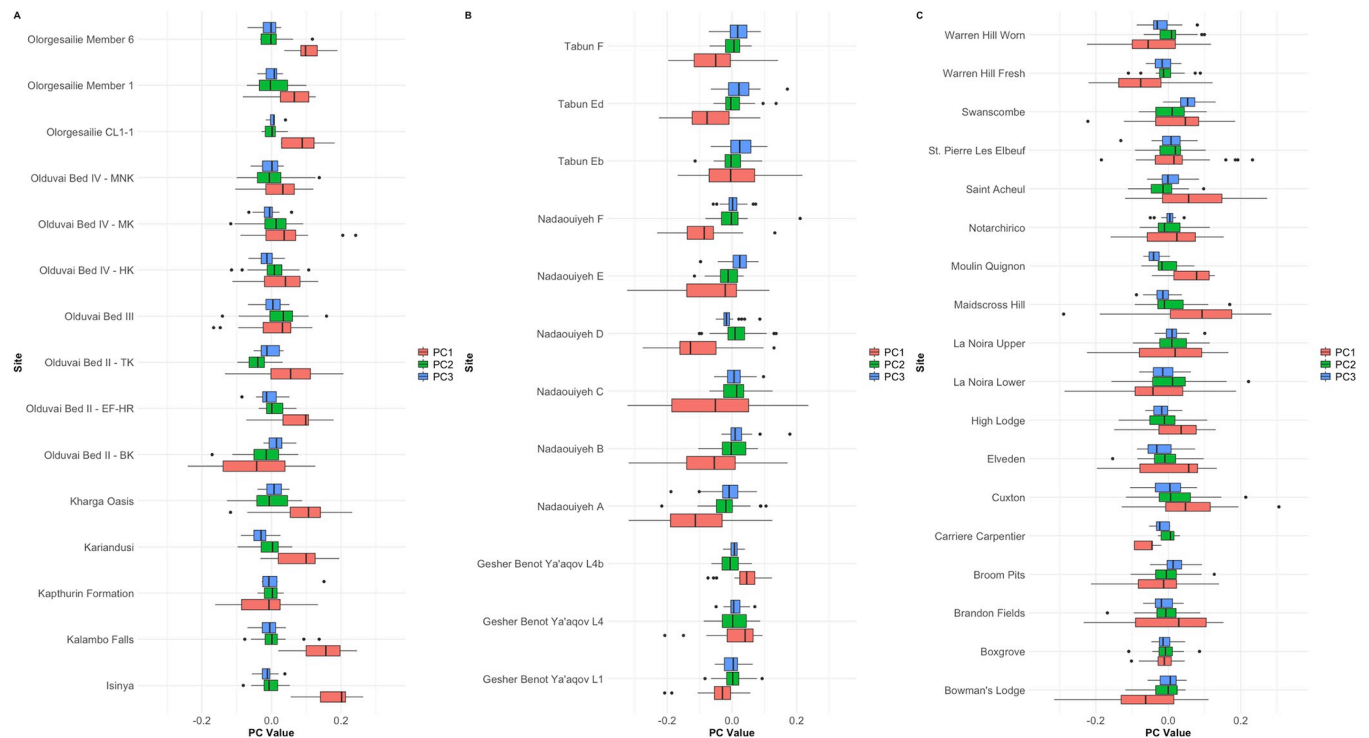 A
Olorgesailie Member 6
Olorgesailie Member 1
Olorgesailie CL1-1
Olduvai Bed IV - MNK
Olduvai Bed IV - MK
Olduvai Bed IV - HK
Olduvai Bed III
Olduvai Bed II - TK
Olduvai Bed II - EF-HR
Olduvai Bed II - BK
Kharga Oasis
Kariandusi
Kapthurin Formation
Kalambo Falls
Isinya
Site
-0.2 0.0 0.2
PC Value
PC1
PC2
PC3
B
Tabun F
Tabun Ed
Tabun Eb
Nadaouiyeh F
Nadaouiyeh E
Nadaouiyeh D
Nadaouiyeh C
Nadaouiyeh B
Nadaouiyeh A
Gesher Benot Ya'aqov L4b
Gesher Benot Ya'aqov L4
Gesher Benot Ya'aqov L1
Site
-0.2 0.0 0.2
PC Value
PC1
PC2
PC3
C
Warren Hill Worn
Warren Hill Fresh
Swanscombe
St. Pierre Les Elbeuf
Saint Acheul
Notarchirico
Moulin Quignon
Maidscross Hill
La Noira Upper
La Noira Lower
High Lodge
Elveden
Cuxton
Carriere Carpentier
Broom Pits
Brandon Fields
Boxgrove
Bowman's Lodge
Site
-0.2 0.0 0.2
PC Value
PC1
PC2
PC3